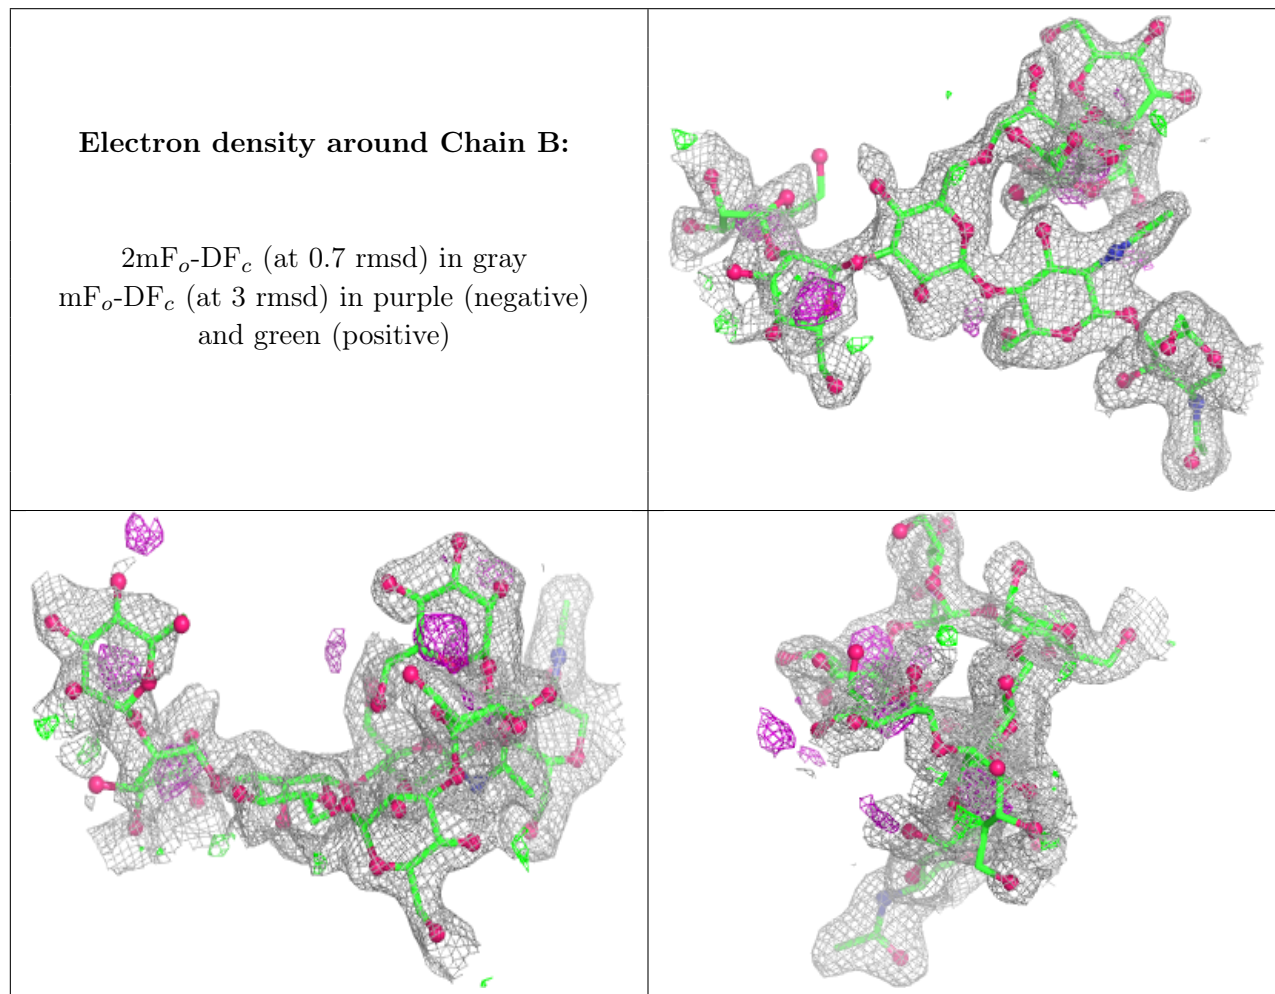 Electron density around Chain B:
2mFₒ-DF𝒸 (at 0.7 rmsd) in gray
mFₒ-DF𝒸 (at 3 rmsd) in purple (negative)
and green (positive)